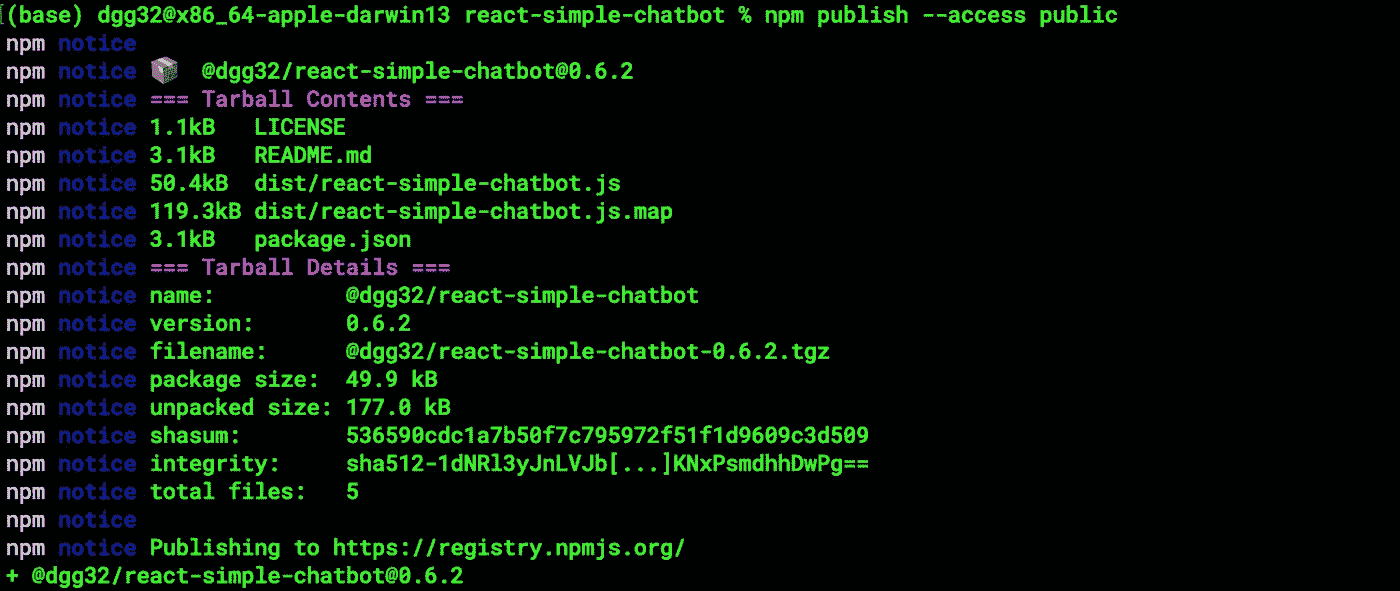 (base) dgg32@x86_64-apple-darwin13 react-simple-chatbot % npm publish --access public
npm notice
npm notice 📦  @dgg32/react-simple-chatbot@0.6.2
npm notice === Tarball Contents ===
npm notice 1.1kB   LICENSE
npm notice 3.1kB   README.md
npm notice 50.4kB  dist/react-simple-chatbot.js
npm notice 119.3kB dist/react-simple-chatbot.js.map
npm notice 3.1kB   package.json
npm notice === Tarball Details ===
npm notice name:          @dgg32/react-simple-chatbot
npm notice version:       0.6.2
npm notice filename:      @dgg32/react-simple-chatbot-0.6.2.tgz
npm notice package size:  49.9 kB
npm notice unpacked size: 177.0 kB
npm notice shasum:        536590cdc1a7b50f7c795972f51f1d9609c3d509
npm notice integrity:     sha512-1dNRl3yJnLVJb[...]KNxPsmdhhDwPg==
npm notice total files:   5
npm notice
npm notice Publishing to https://registry.npmjs.org/
+ @dgg32/react-simple-chatbot@0.6.2